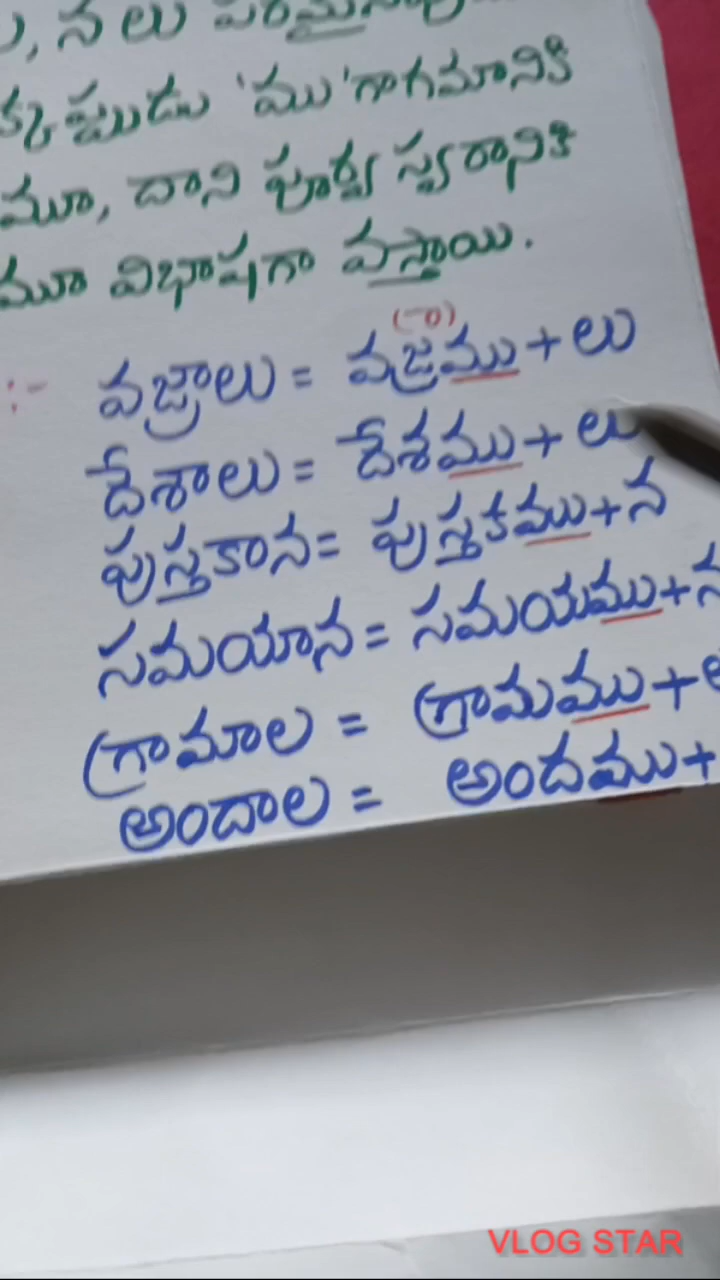 , న లు
'ము'గాగమానికి
మూ, దాని పూర్వ స్వరానికి
మూ విభాషగా వస్తాయి.
:- వజ్రాలు = వజ్రము + లు
దేశాలు = దేశము + లు
పుస్తకాన = పుస్తకము + న
సమయాన = సమయము + న
గ్రామాల = గ్రామము +
అందాల = అందము +
VLOG STAR